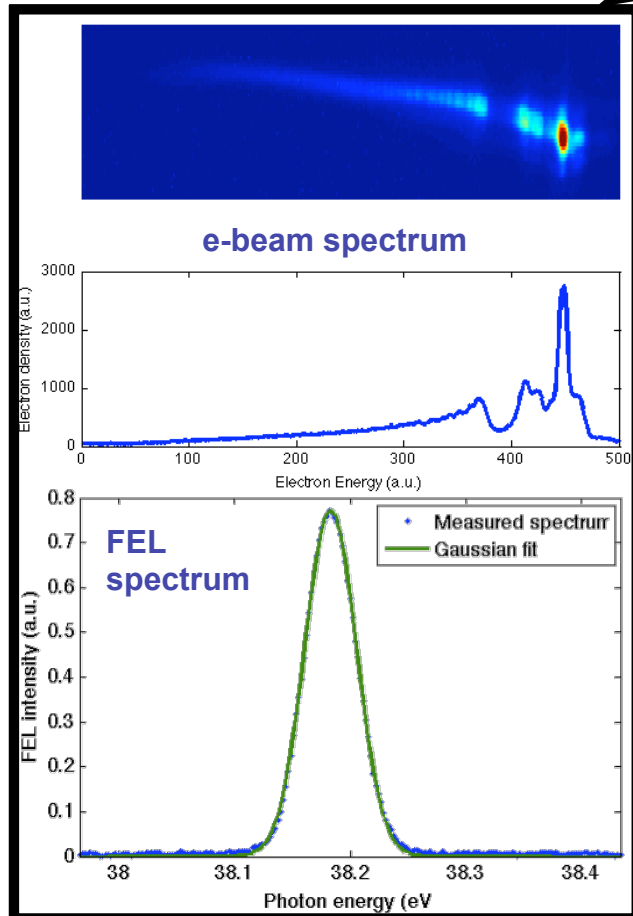 e-beam spectrum
3000
2000
1000
0
Electron density (a.u.)
0 100 200 300 400 500
Electron Energy (a.u.)
0.8
0.7
0.6
0.5
0.4
0.3
0.2
0.1
0
FEL intensity (a.u.)
FEL
spectrum
Measured spectrum
Gaussian fit
38 38.1 38.2 38.3 38.4
Photon energy (eV